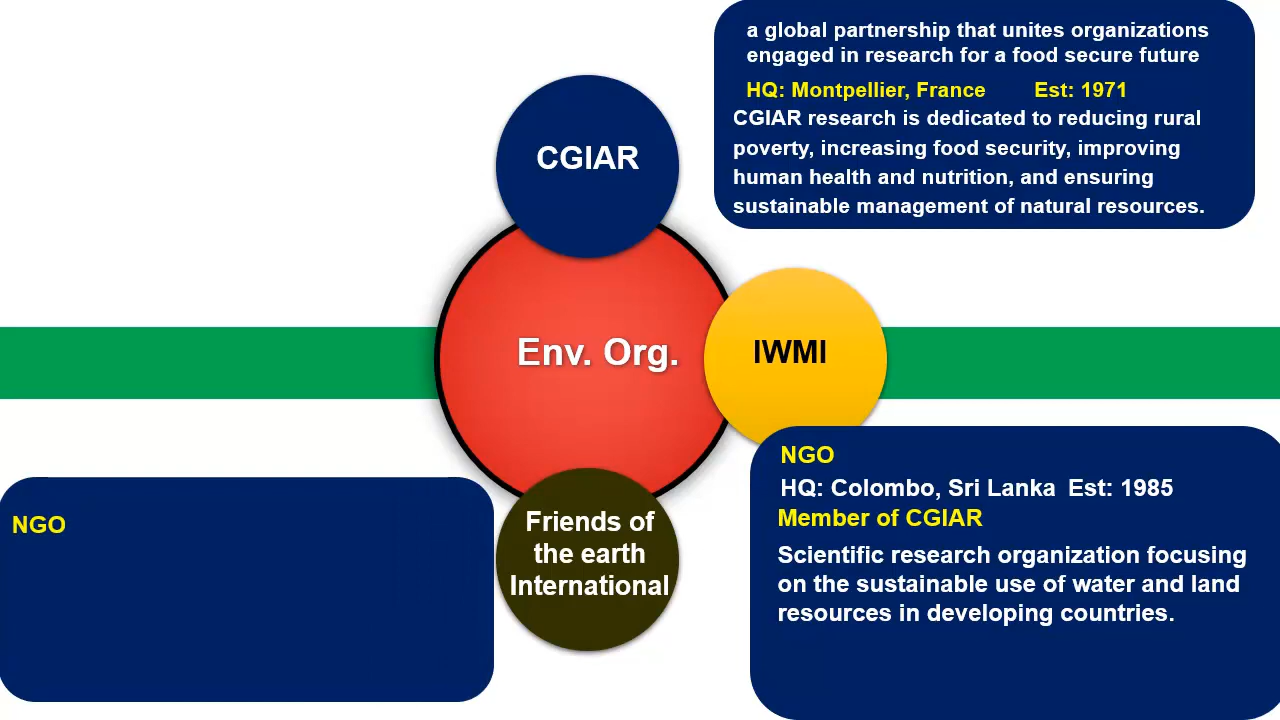 a global partnership that unites organizations
engaged in research for a food secure future
HQ: Montpellier, France Est: 1971
CGIAR research is dedicated to reducing rural
poverty, increasing food security, improving
human health and nutrition, and ensuring
sustainable management of natural resources.
CGIAR
Env. Org.
IWMI
NGO
HQ: Colombo, Sri Lanka Est: 1985
Member of CGIAR
Scientific research organization focusing
on the sustainable use of water and land
resources in developing countries.
Friends of
the earth
International
NGO